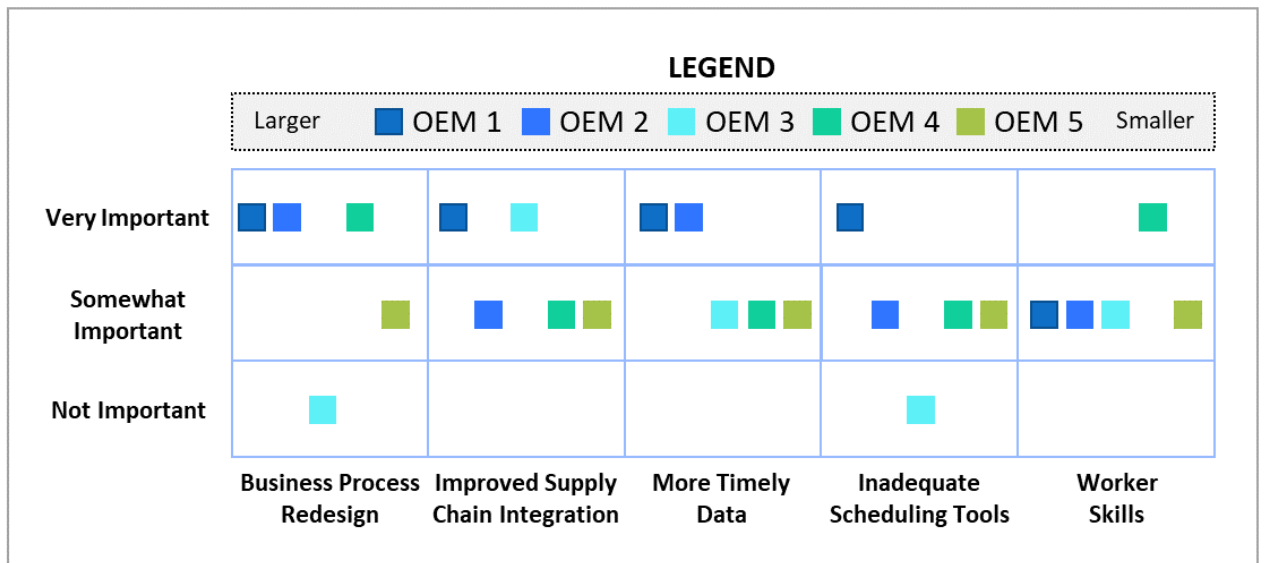 LEGEND
Larger OEM 1 OEM 2 OEM 3 OEM 4 OEM 5 Smaller
Very Important
Somewhat
Important
Not Important
Business Process
Redesign
Improved Supply
Chain Integration
More Timely
Data
Inadequate
Scheduling Tools
Worker
Skills